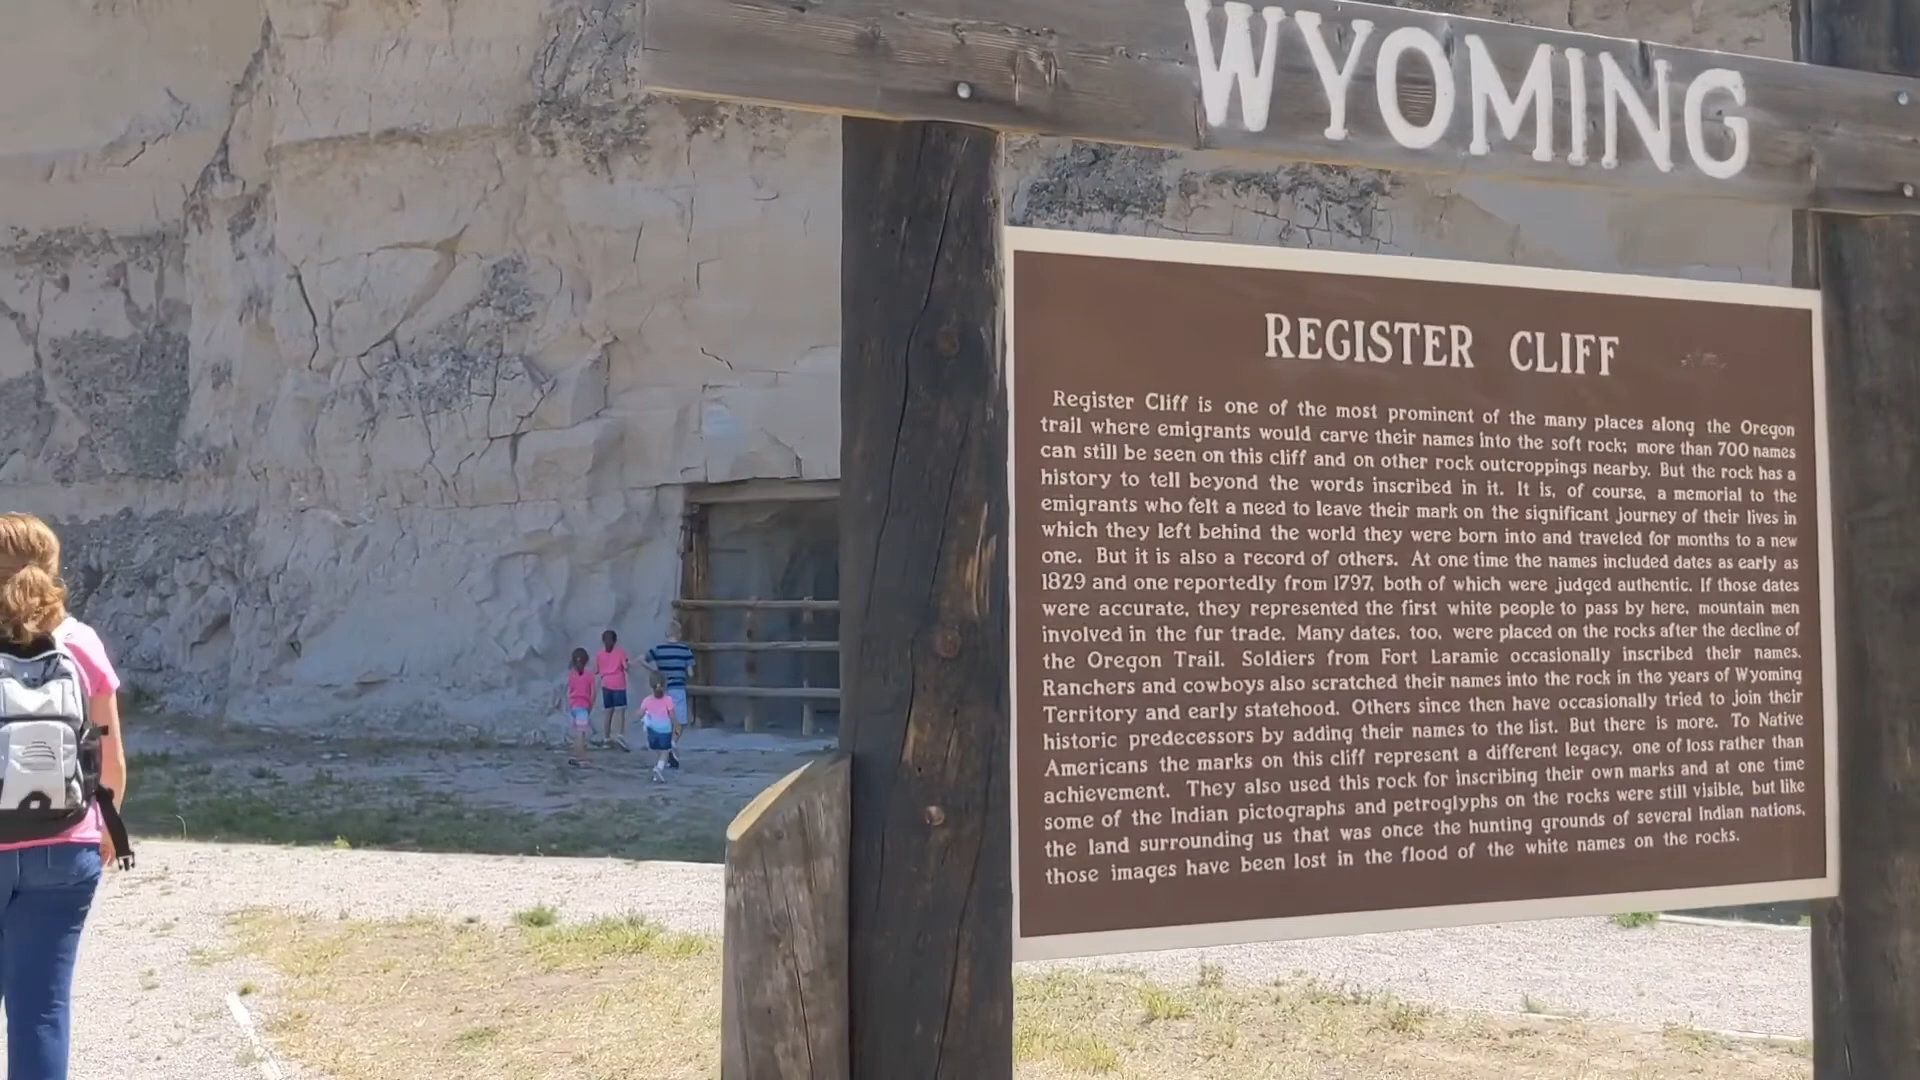 WYOMING
REGISTER CLIFF
Register Cliff is one of the most prominent of the many places along the Oregon
trail where emigrants would carve their names into the soft rock; more than 700 names
can still be seen on this cliff and on other rock outcroppings nearby. But the rock has a
history to tell beyond the words inscribed in it. It is, of course, a memorial to the
emigrants who felt a need to leave their mark on the significant journey of their lives in
which they left behind the world they were born into and traveled for months to a new
one. But it is also a record of others. At one time the names included dates as early as
1829 and one reportedly from 1797, both of which were judged authentic. If those dates
were accurate, they represented the first white people to pass by here, mountain men
involved in the fur trade. Many dates, too, were placed on the rocks after the decline of
the Oregon Trail. Soldiers from Fort Laramie occasionally inscribed their names.
Ranchers and cowboys also scratched their names into the rock in the years of Wyoming
Territory and early statehood. Others since then have occasionally tried to join their
historic predecessors by adding their names to the list. But there is more. To Native
Americans the marks on this cliff represent a different legacy, one of loss rather than
achievement. They also used this rock for inscribing their own marks and at one time
some of the Indian pictographs and petroglyphs on the rocks were still visible, but like
the land surrounding us that was once the hunting grounds of several Indian nations,
those images have been lost in the flood of the white names on the rocks.